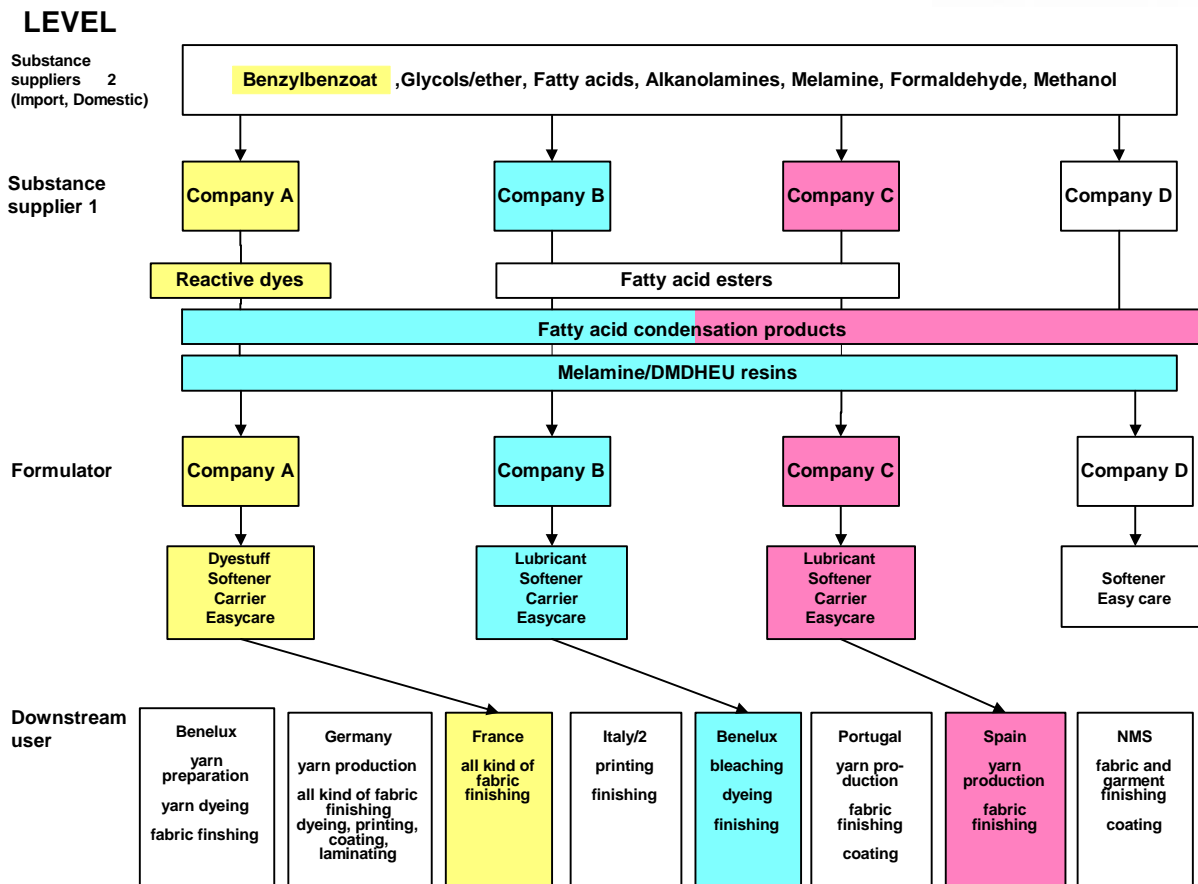 LEVEL
Substance
suppliers 2
(Import, Domestic)
Benzylbenzoat ,Glycols/ether, Fatty acids, Alkanolamines, Melamine, Formaldehyde, Methanol
Substance
supplier 1
Company A
Company B
Company C
Company D
Reactive dyes
Fatty acid esters
Fatty acid condensation products
Melamine/DMDHEU resins
Formulator
Company A
Company B
Company C
Company D
Dyestuff
Softener
Carrier
Easycare
Lubricant
Softener
Carrier
Easycare
Lubricant
Softener
Carrier
Easycare
Softener
Easy care
Downstream
user
Benelux
yarn
preparation
yarn dyeing
fabric finshing
Germany
yarn production
all kind of fabric
finishing
dyeing, printing,
coating,
laminating
France
all kind of
fabric
finishing
Italy/2
printing
finishing
Benelux
bleaching
dyeing
finishing
Portugal
yarn pro-
duction
fabric
finishing
coating
Spain
yarn
production
fabric
finishing
NMS
fabric and
garment
finishing
coating